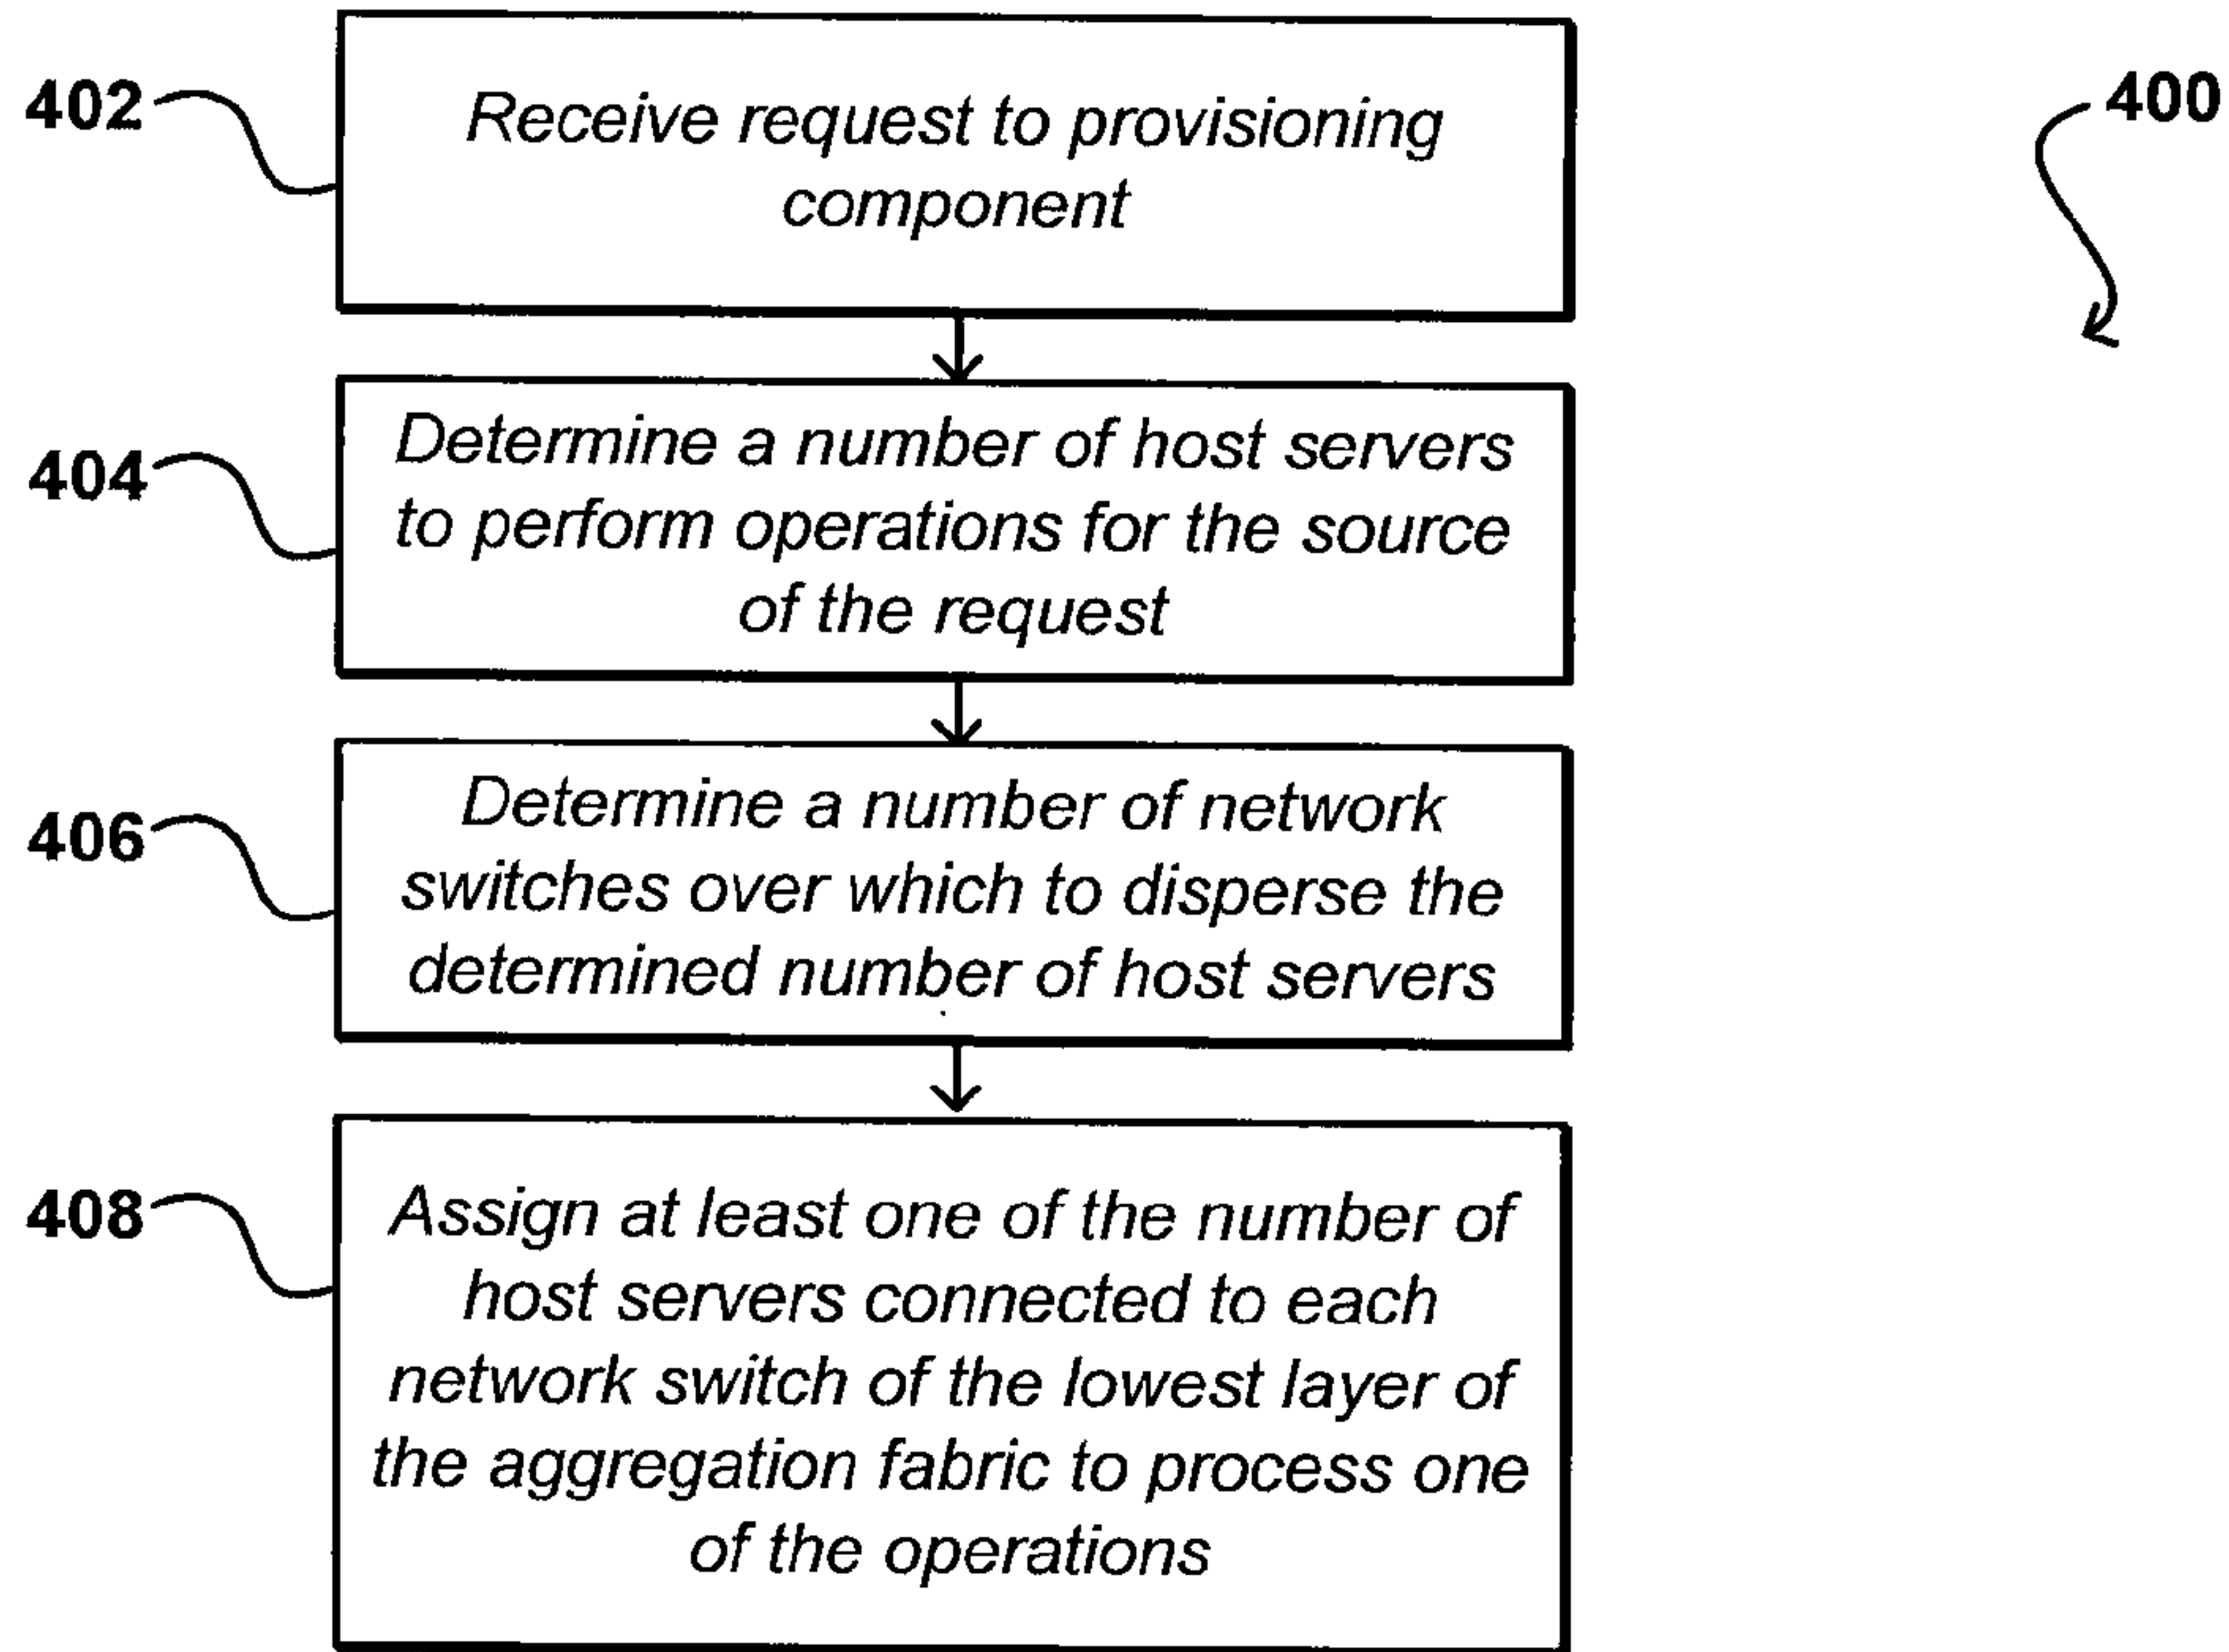 402
Receive request to provisioning
component
400
404
Determine a number of host servers
to perform operations for the source
of the request
406
Determine a number of network
switches over which to disperse the
determined number of host servers
408
Assign at least one of the number of
host servers connected to each
network switch of the lowest layer of
the aggregation fabric to process one
of the operations